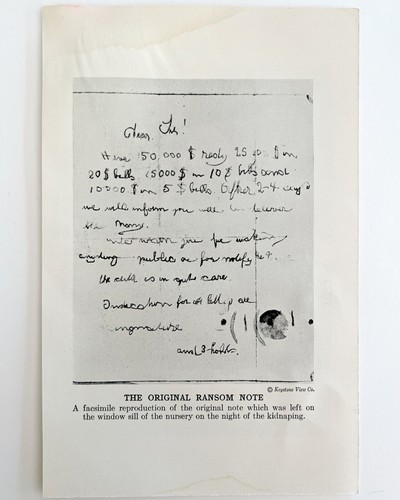 Dear Sir!
Have 50,000 $ redy 25 000 $ in
20 $ bills 15000 $ in 10 $ bills and
10000 $ in 5 $ bills. After 2-4 days
we will inform you were to deliver
the Mony.
you for making
anyding public or for notify the
the child is in gute care.
Indication for all letters are
singnature
and 3 holds.
© Keystone View Co.
THE ORIGINAL RANSOM NOTE
A facsimile reproduction of the original note which was left on
the window sill of the nursery on the night of the kidnaping.